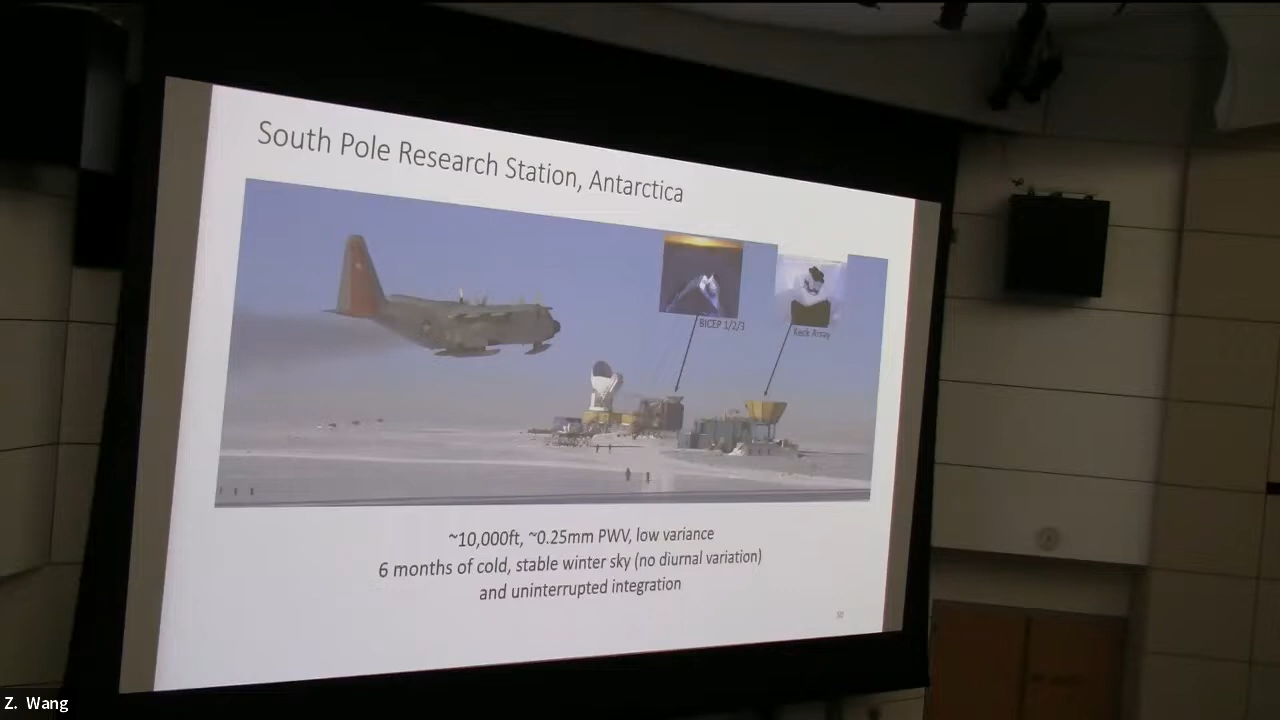 South Pole Research Station, Antarctica
BICEP 1/2/3
Keck Array
~10,000ft, ~0.25mm PWV, low variance
6 months of cold, stable winter sky (no diurnal variation)
and uninterrupted integration
Z. Wang